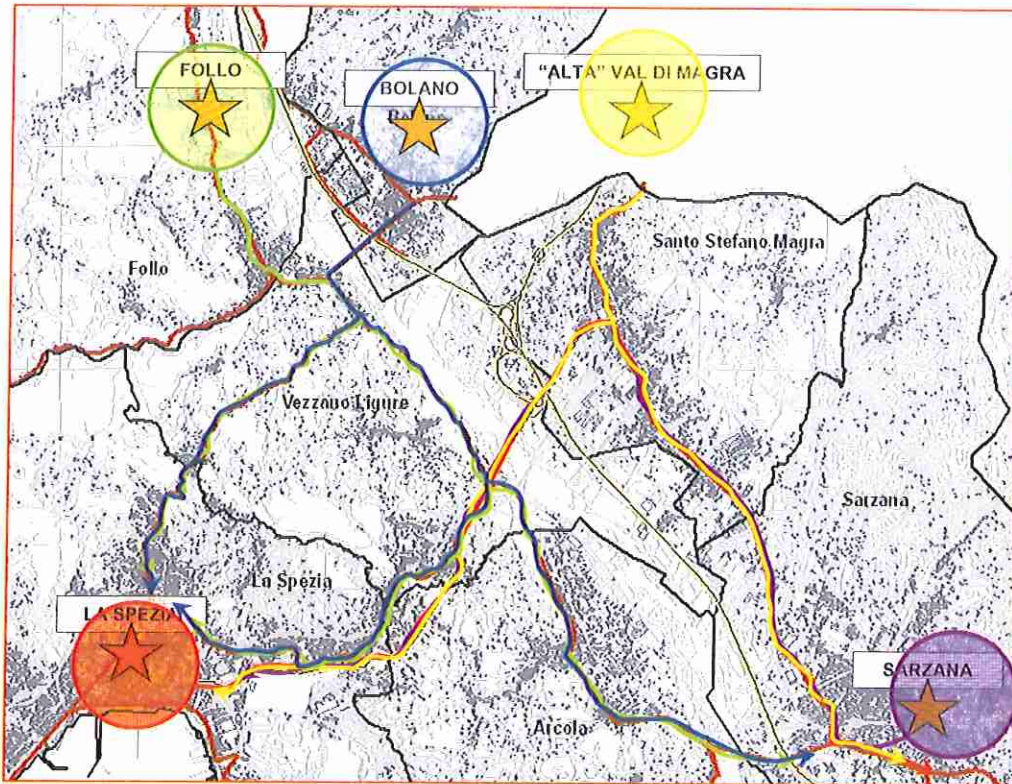 FOLLO
BOLANO
"ALTA" VAL DI MAGRA
Follo
Santo Stefano Magra
Vezzano Ligure
Sarzana
La Spezia
LA SPEZIA
SARZANA
Arcola